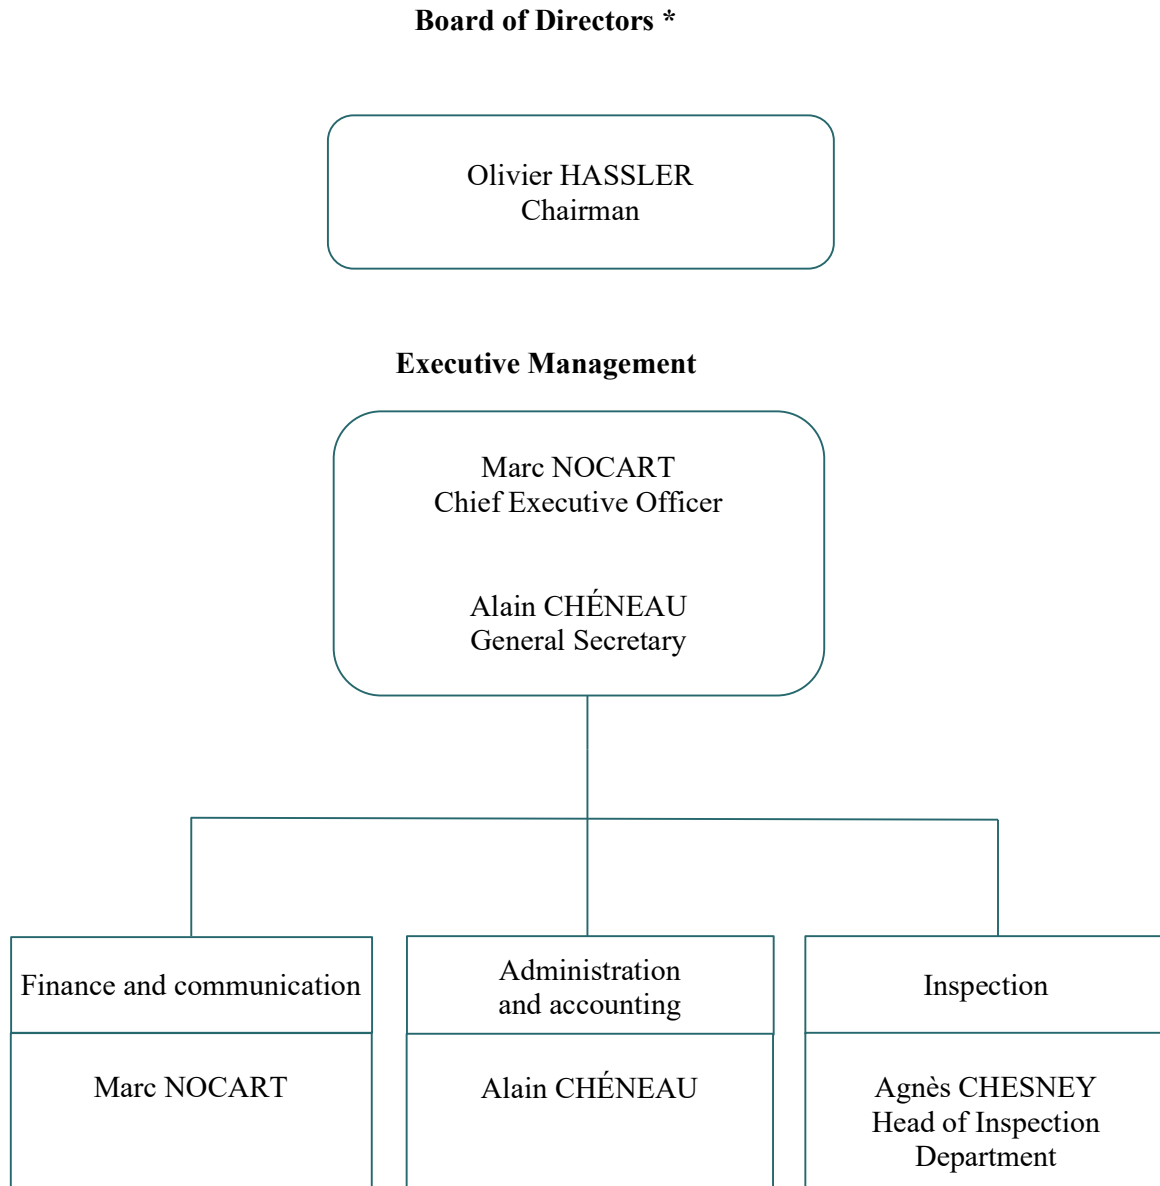 Board of Directors *
Olivier HASSLER
Chairman
Executive Management
Marc NOCART
Chief Executive Officer
Alain CHÉNEAU
General Secretary
Finance and communication
Marc NOCART
Administration
and accounting
Alain CHÉNEAU
Inspection
Agnès CHESNEY
Head of Inspection
Department